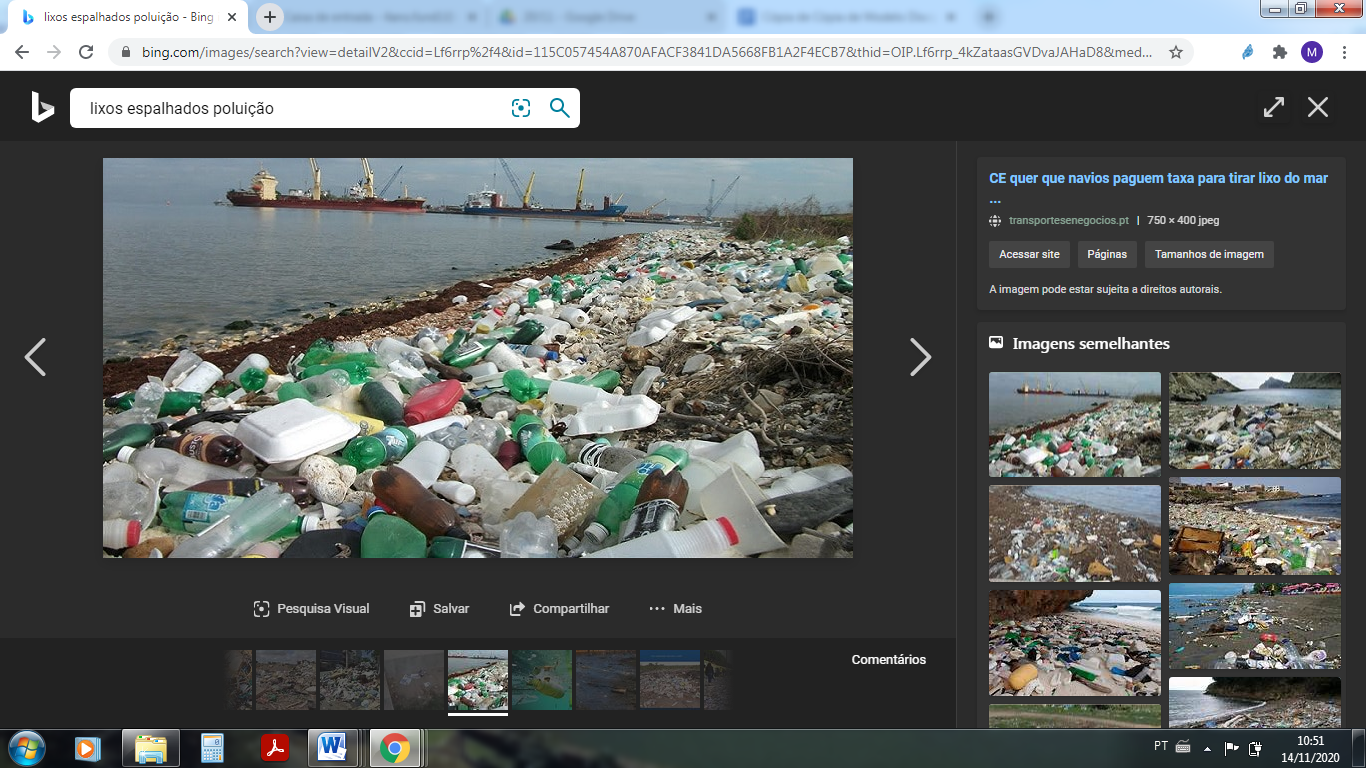 lixos espalhados poluição - Bing
bing.com/images/search?view=detailV2&ccid=Lf6rrp%2f4&id=115C057454A870AFACF3841DA5668FB1A2F4ECB7&thid=OIP.Lf6rrp_4kZataasGVDvaJAHaD8&med...
M
lixos espalhados poluição
CE quer que navios paguem taxa para tirar lixo do mar
...
transportesenegocios.pt | 750 × 400 jpeg
Acessar site Páginas Tamanhos de imagem
A imagem pode estar sujeita a direitos autorais.
Imagens semelhantes
Pesquisa Visual Salvar Compartilhar Mais
Comentários
PT
10:51
14/11/2020